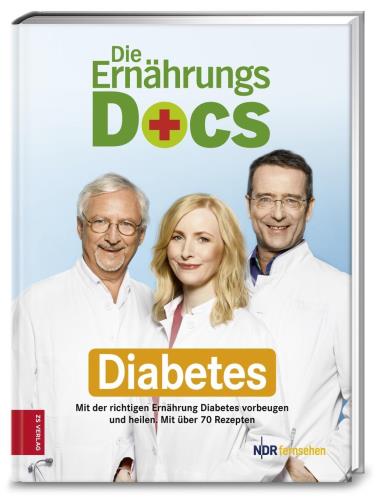 Die
Ernährungs
DOCS
Diabetes
Mit der richtigen Ernährung Diabetes vorbeugen
und heilen. Mit über 70 Rezepten
ZS VERLAG
NDR fernsehen